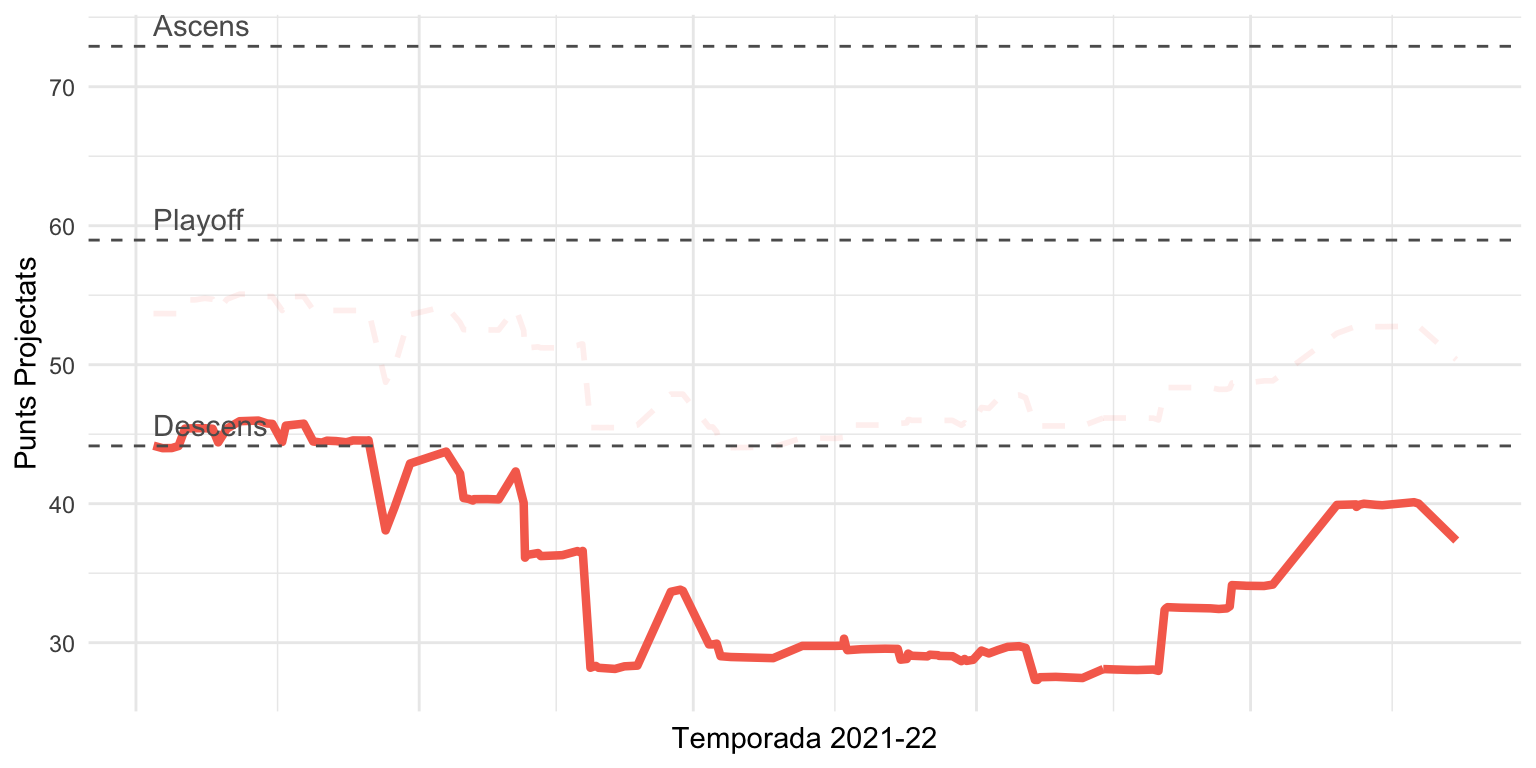 Ascens
70
Playoff
60
50
Descens
40
30
Punts Projectats
Temporada 2021-22